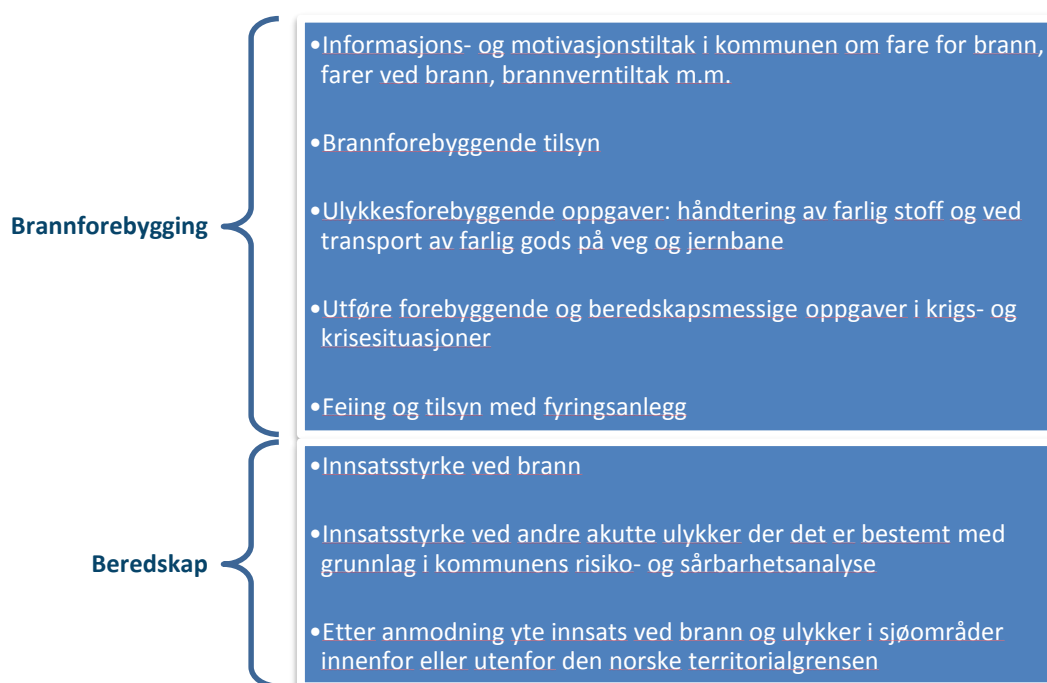 Brannforebygging
•Informasjons- og motivasjonstiltak i kommunen om fare for brann,
farer ved brann, brannverntiltak m.m.
•Brannforebyggende tilsyn
•Ulykkesforebyggende oppgaver: håndtering av farlig stoff og ved
transport av farlig gods på veg og jernbane
•Utføre forebyggende og beredskapsmessige oppgaver i krigs- og
krisesituasjoner
•Feiing og tilsyn med fyringsanlegg
Beredskap
•Innsatsstyrke ved brann
•Innsatsstyrke ved andre akutte ulykker der det er bestemt med
grunnlag i kommunens risiko- og sårbarhetsanalyse
•Etter anmodning yte innsats ved brann og ulykker i sjøområder
innenfor eller utenfor den norske territorialgrensen